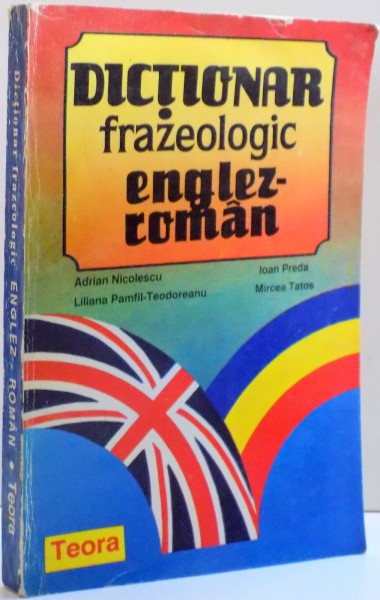 DICȚIONAR
frazeologic
englez-
român
Adrian Nicolescu
Liliana Pamfil-Teodoreanu
Ioan Preda
Mircea Tatos
Teora
Dicționar frazeologic ENGLEZ - ROMÂN • Teora